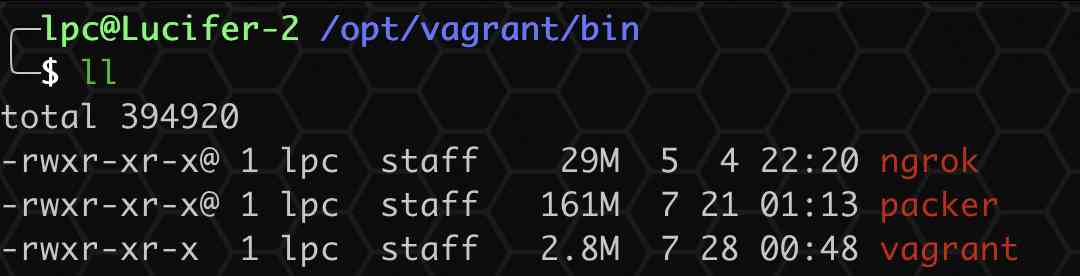 lpc@Lucifer-2 /opt/vagrant/bin
$ ll
total 394920
-rwxr-xr-x@ 1 lpc  staff    29M  5  4 22:20 ngrok
-rwxr-xr-x@ 1 lpc  staff   161M  7 21 01:13 packer
-rwxr-xr-x  1 lpc  staff   2.8M  7 28 00:48 vagrant